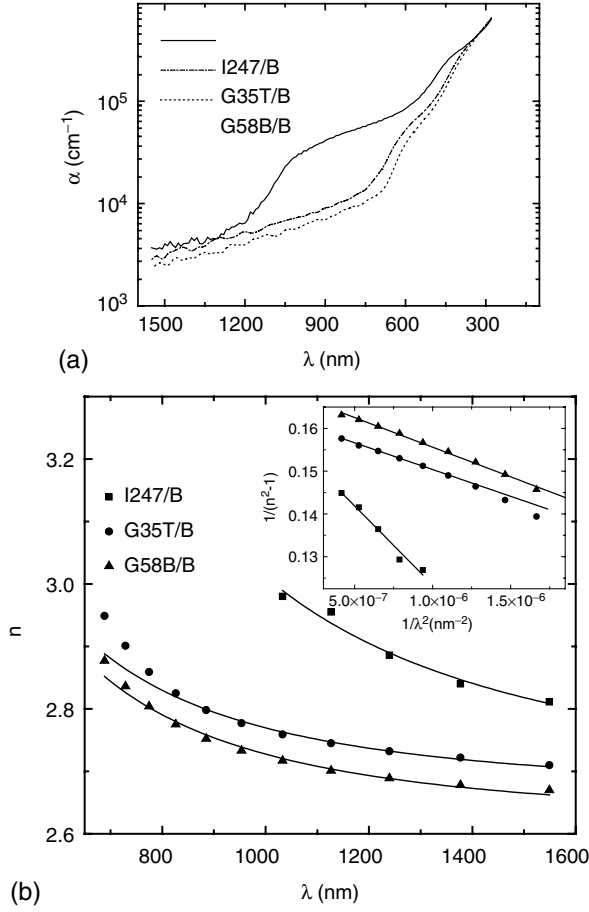 10⁵
10⁴
10³
α (cm⁻¹)
I247/B
G35T/B
G58B/B
1500 1200 900 600 300
λ (nm)
(a)
3.2
3.0
2.8
2.6
n
I247/B
G35T/B
G58B/B
0.16
0.15
0.14
0.13
1/(n²-1)
5.0×10⁻⁷ 1.0×10⁻⁶ 1.5×10⁻⁶
1/λ²(nm⁻²)
800 1000 1200 1400 1600
λ (nm)
(b)